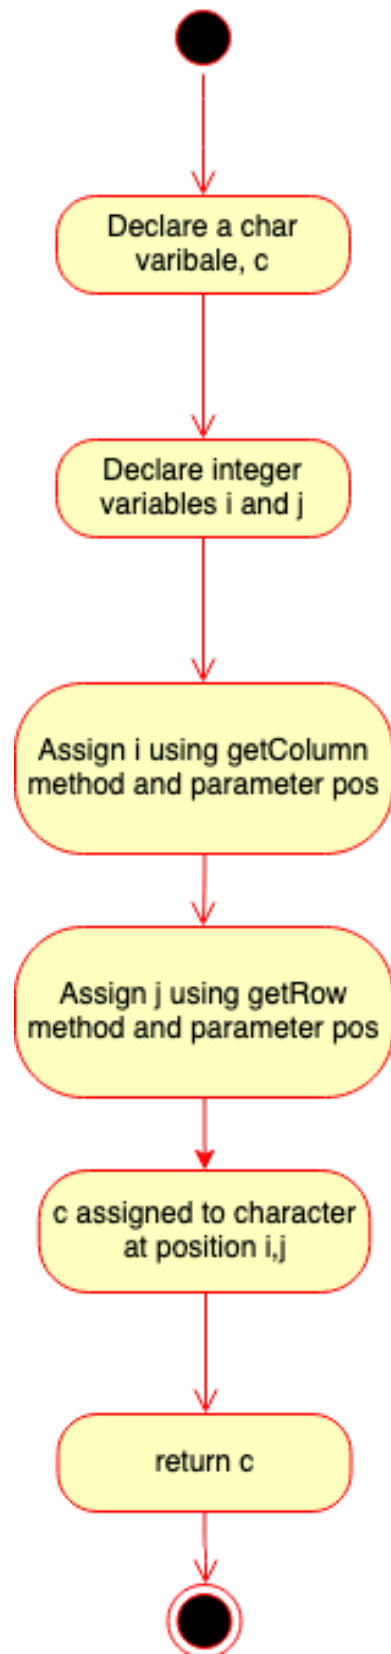 Declare a char
varibale, c
Declare integer
variables i and j
Assign i using getColumn
method and parameter pos
Assign j using getRow
method and parameter pos
c assigned to character
at position i,j
return c